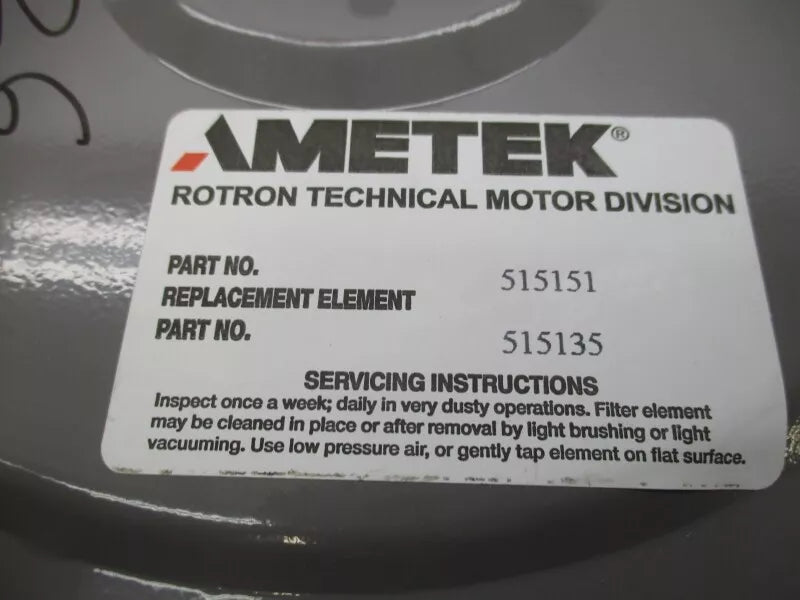 AMETEK®
ROTRON TECHNICAL MOTOR DIVISION
PART NO. 515151
REPLACEMENT ELEMENT
PART NO. 515135
SERVICING INSTRUCTIONS
Inspect once a week; daily in very dusty operations. Filter element
may be cleaned in place or after removal by light brushing or light
vacuuming. Use low pressure air, or gently tap element on flat surface.